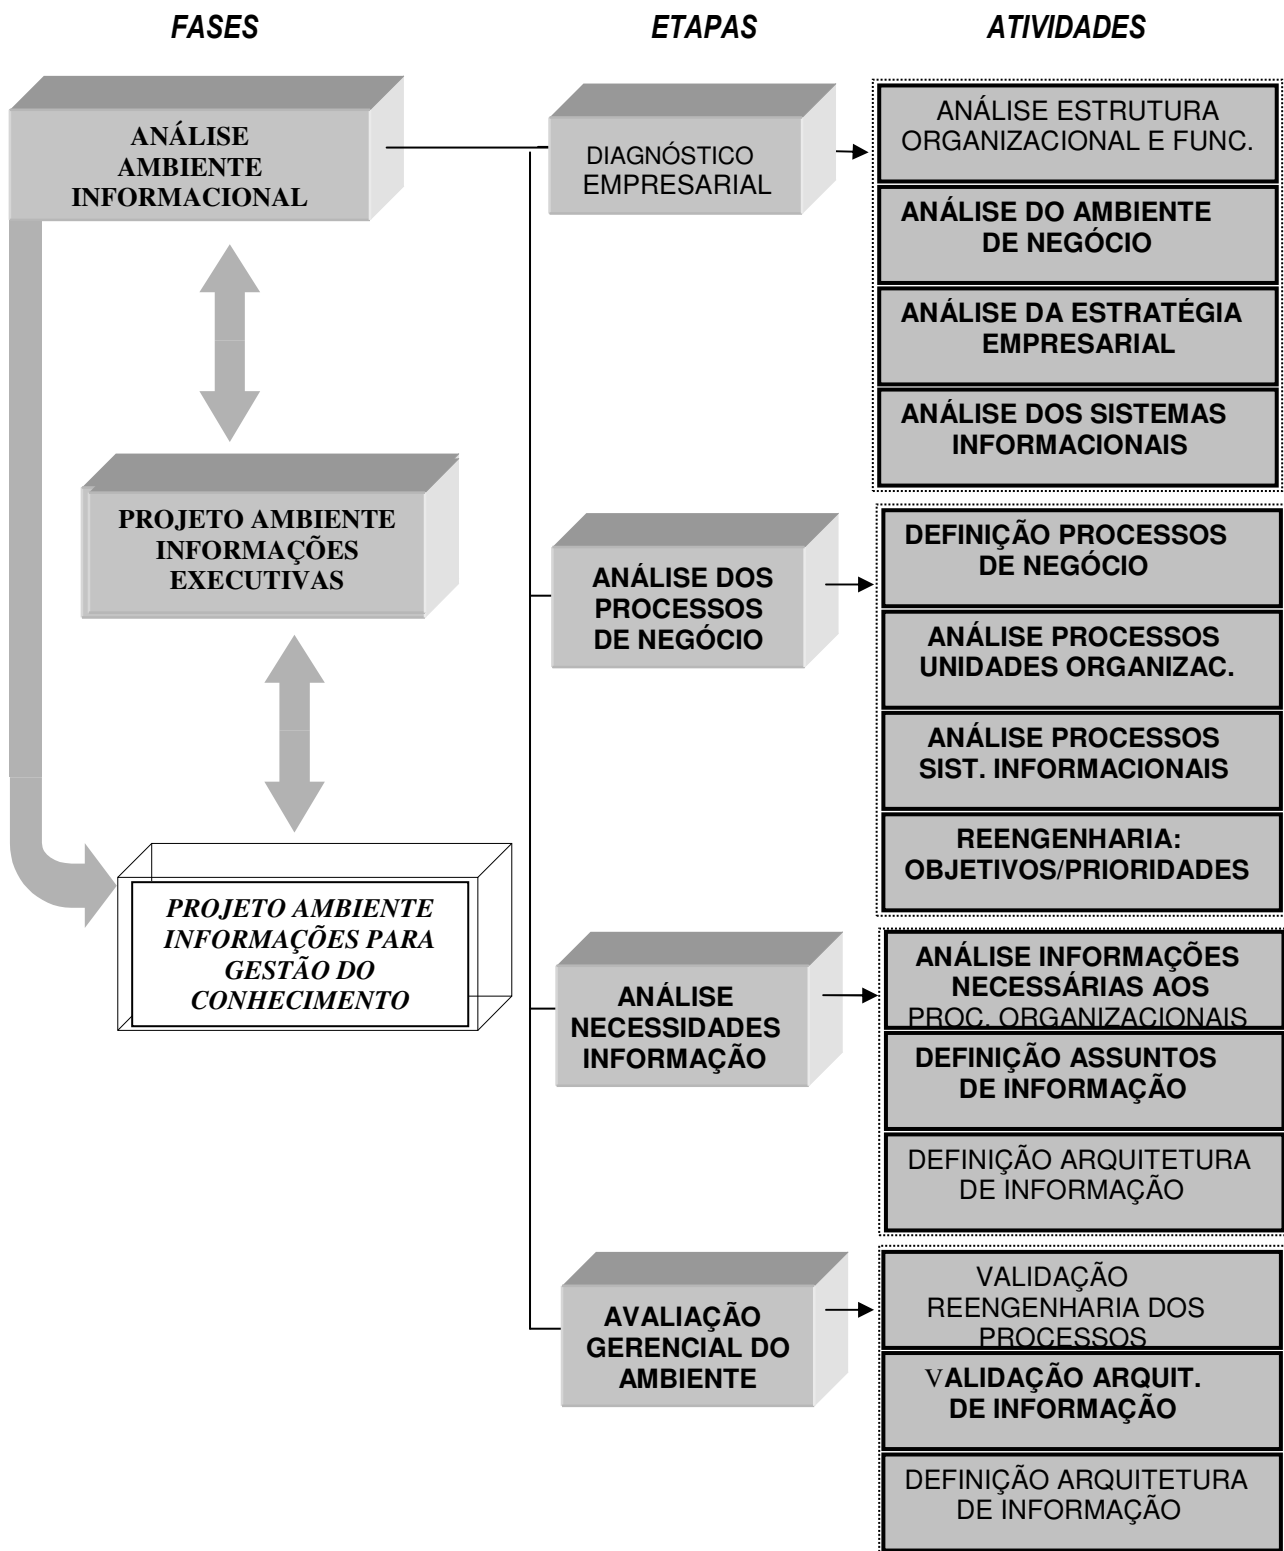 FASES
ETAPAS
ATIVIDADES
ANÁLISE
AMBIENTE
INFORMACIONAL
PROJETO AMBIENTE
INFORMAÇÕES
EXECUTIVAS
PROJETO AMBIENTE
INFORMAÇÕES PARA
GESTÃO DO
CONHECIMENTO
DIAGNÓSTICO
EMPRESARIAL
ANÁLISE ESTRUTURA
ORGANIZACIONAL E FUNC.
ANÁLISE DO AMBIENTE
DE NEGÓCIO
ANÁLISE DA ESTRATÉGIA
EMPRESARIAL
ANÁLISE DOS SISTEMAS
INFORMACIONAIS
ANÁLISE DOS
PROCESSOS
DE NEGÓCIO
DEFINIÇÃO PROCESSOS
DE NEGÓCIO
ANÁLISE PROCESSOS
UNIDADES ORGANIZAC.
ANÁLISE PROCESSOS
SIST. INFORMACIONAIS
REENGENHARIA:
OBJETIVOS/PRIORIDADES
ANÁLISE
NECESSIDADES
INFORMAÇÃO
ANÁLISE INFORMAÇÕES
NECESSÁRIAS AOS
PROC. ORGANIZACIONAIS
DEFINIÇÃO ASSUNTOS
DE INFORMAÇÃO
DEFINIÇÃO ARQUITETURA
DE INFORMAÇÃO
AVALIAÇÃO
GERENCIAL DO
AMBIENTE
VALIDAÇÃO
REENGENHARIA DOS
PROCESSOS
VALIDAÇÃO ARQUIT.
DE INFORMAÇÃO
DEFINIÇÃO ARQUITETURA
DE INFORMAÇÃO